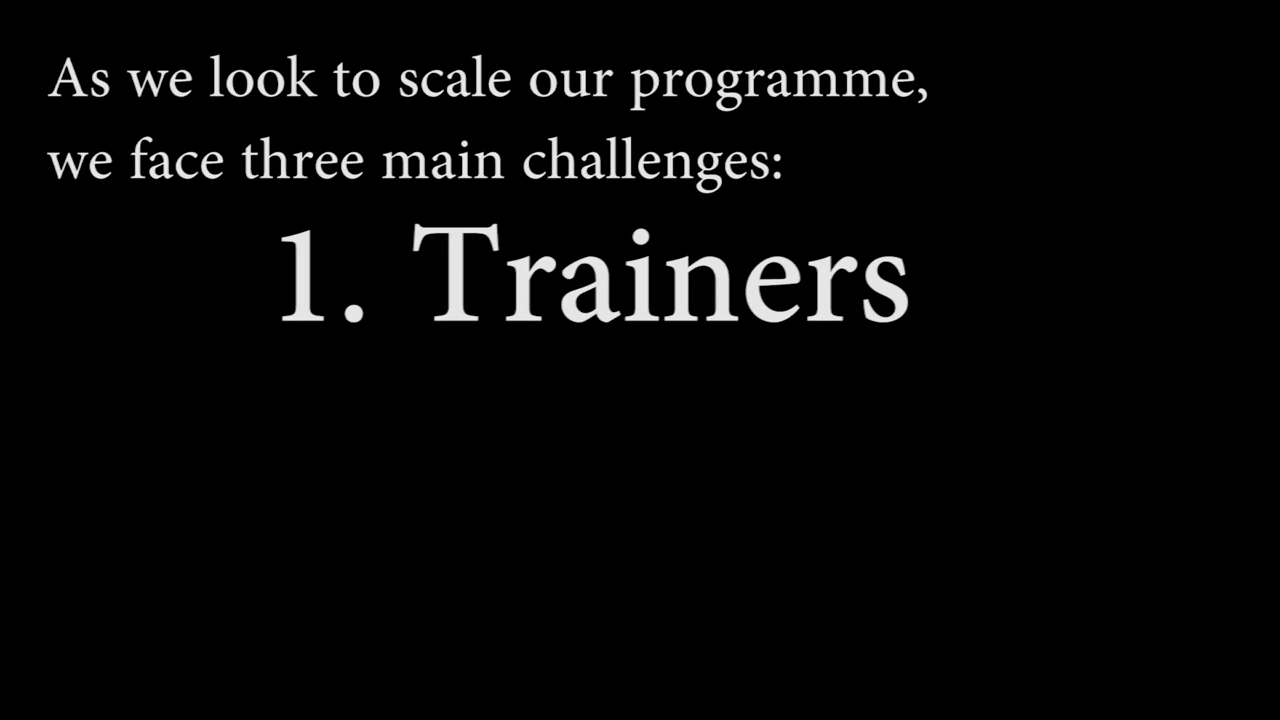 As we look to scale our programme,
we face three main challenges:
1. Trainers